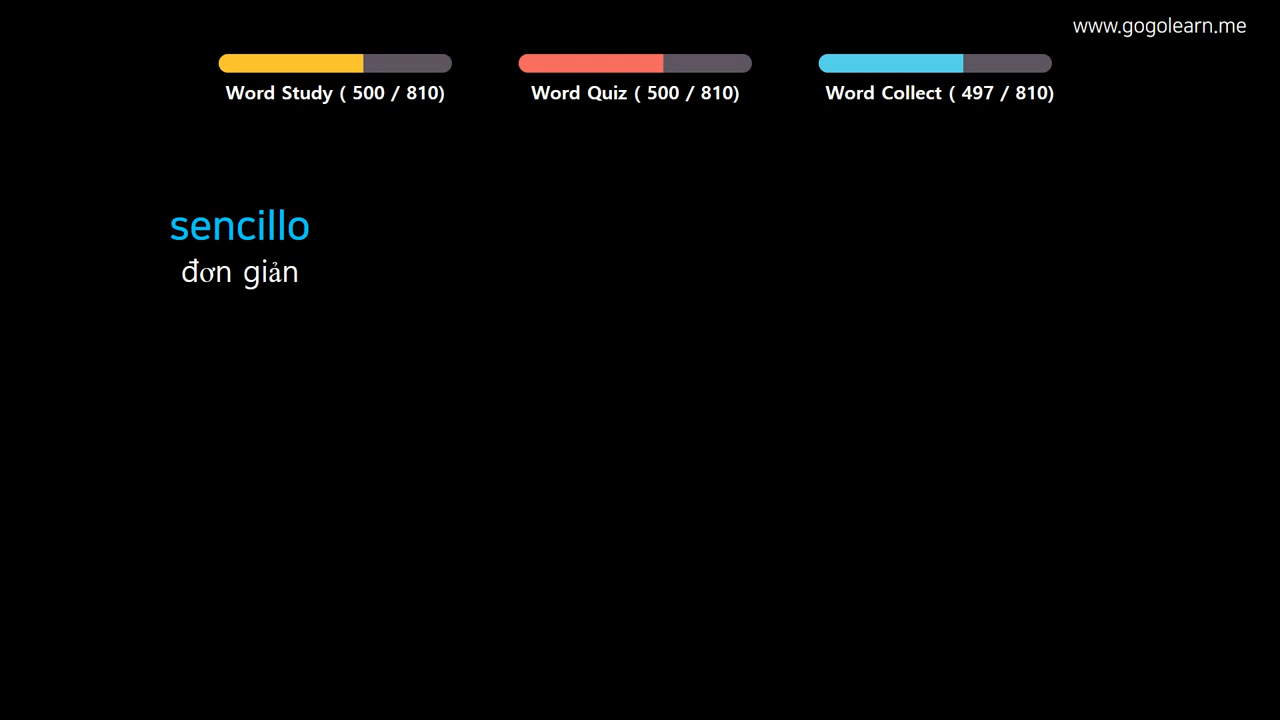 www.gogolearn.me
Word Study ( 500 / 810)
Word Quiz ( 500 / 810)
Word Collect ( 497 / 810)
sencillo
đơn giản